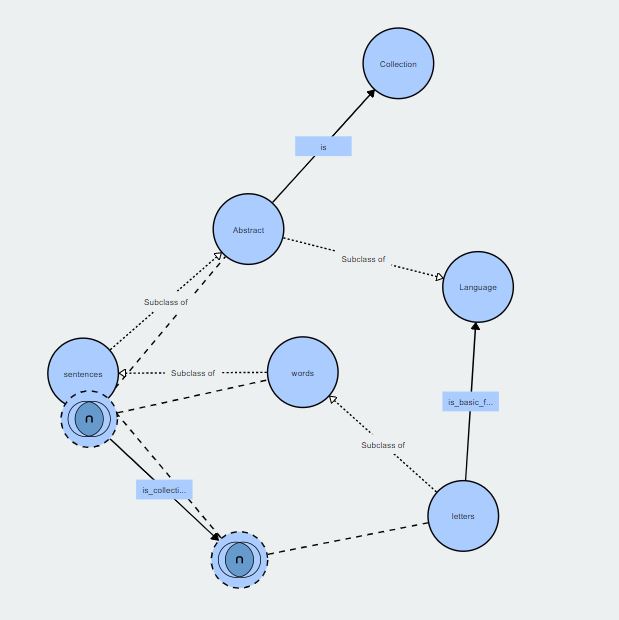 Collection
is
Abstract
Subclass of
Language
Subclass of
sentences
Subclass of
words
is_basic_f...
∩
Subclass of
is_collecti...
letters
∩